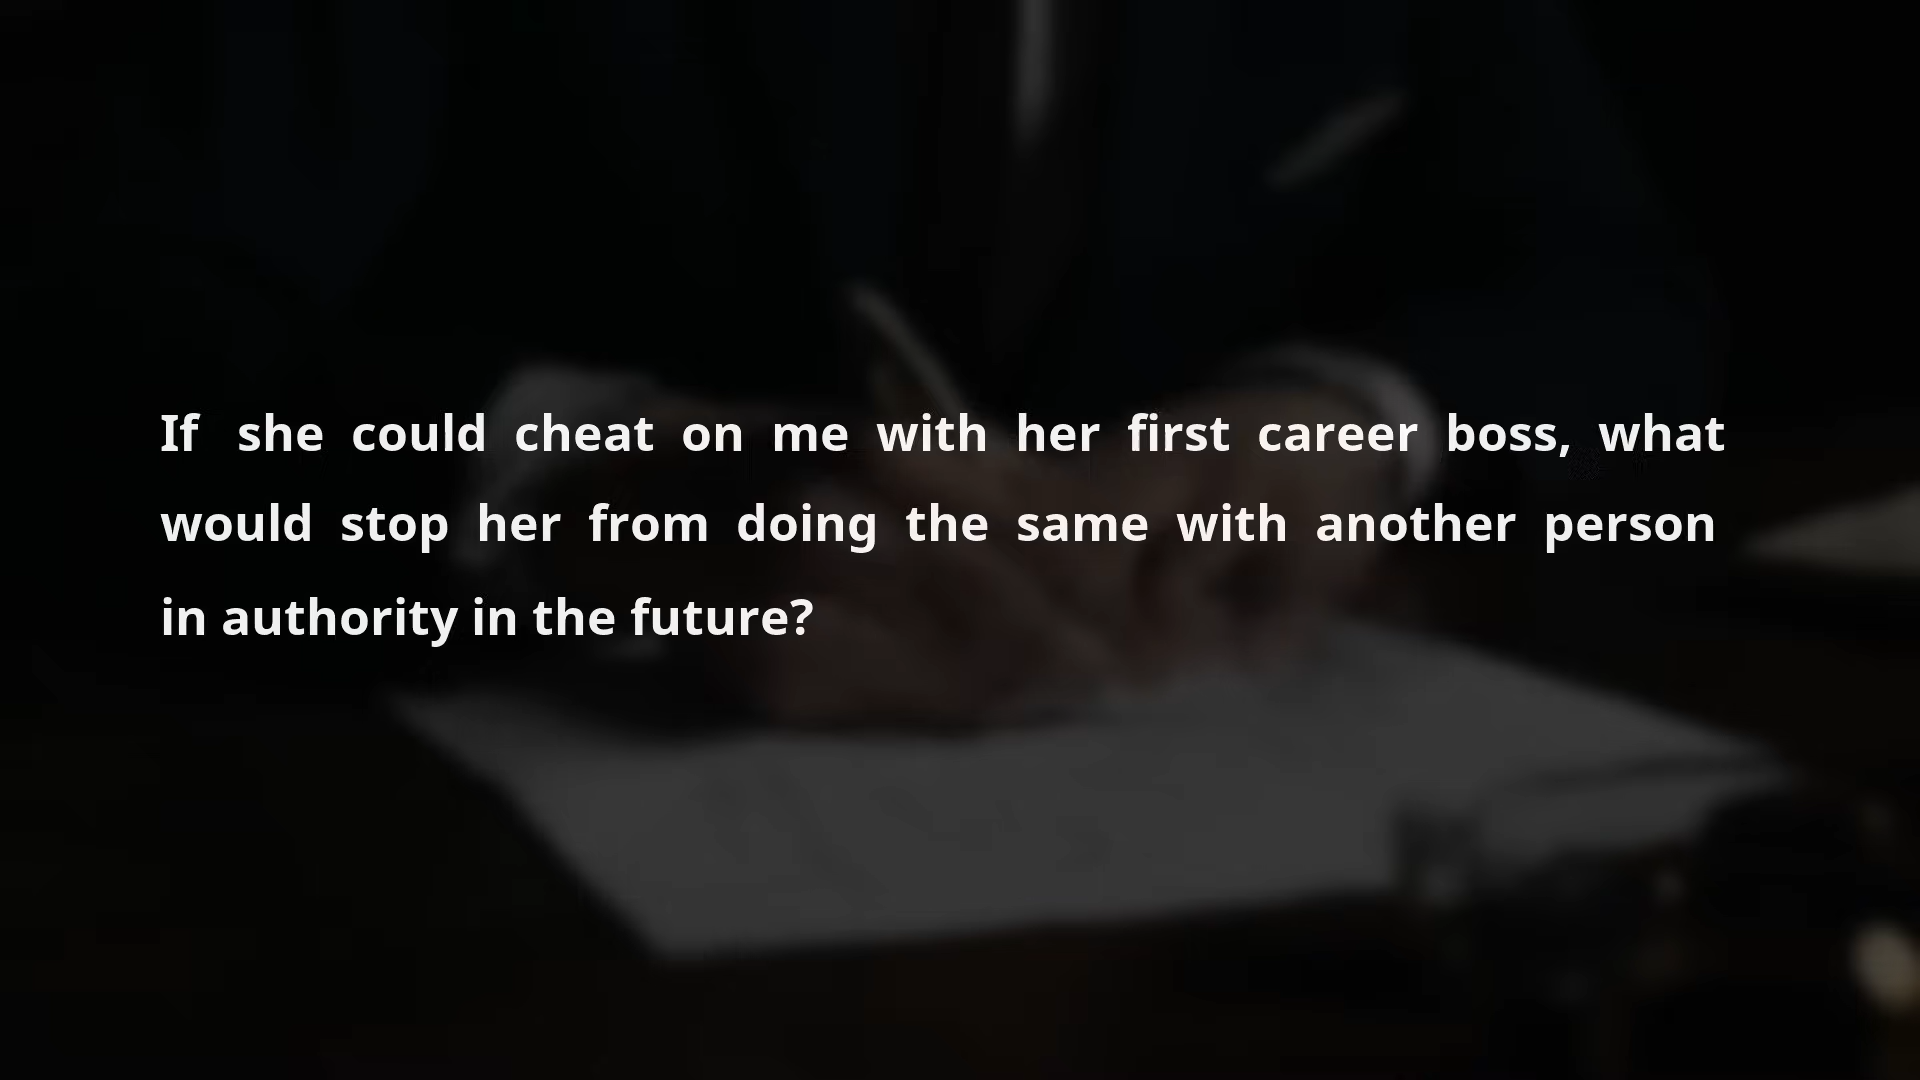 If she could cheat on me with her first career boss, what
would stop her from doing the same with another person
in authority in the future?